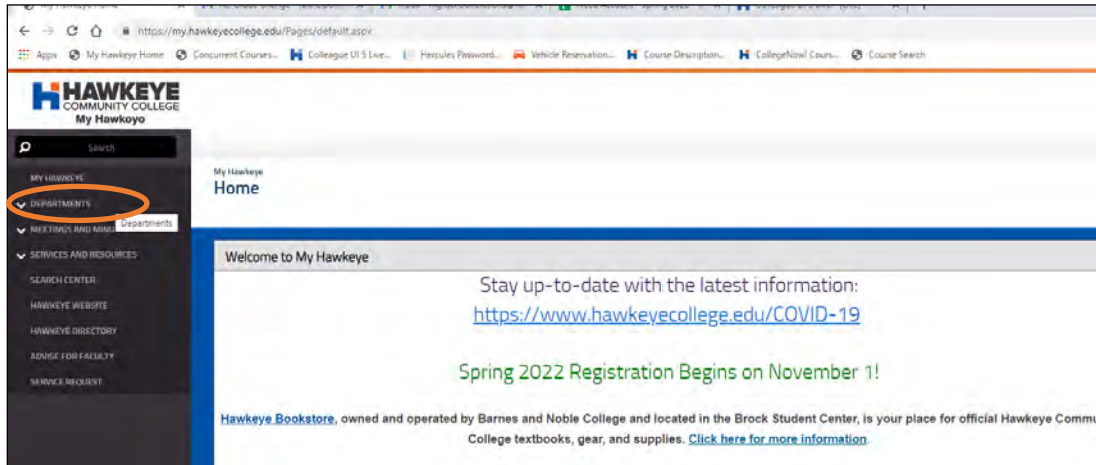 https://my.hawkeyecollege.edu/Pages/default.aspx
Apps My Hawkeye Home Concurrent Courses... Colleague UI 5 Live... Hercules Password... Vehicle Reservation... Course Description... CollegeNow! Cours... Course Search
HAWKEYE
COMMUNITY COLLEGE
My Hawkeye
Search
MY HAWKEYE
My Hawkeye
Home
DEPARTMENTS
Departments
MEETINGS AND MINU
SERVICES AND RESOURCES
SEARCH CENTER
HAWKEYE WEBSITE
HAWKEYE DIRECTORY
ADVISE FOR FACULTY
SERVICE REQUEST
Welcome to My Hawkeye
Stay up-to-date with the latest information:
https://www.hawkeyecollege.edu/COVID-19
Spring 2022 Registration Begins on November 1!
Hawkeye Bookstore, owned and operated by Barnes and Noble College and located in the Brock Student Center, is your place for official Hawkeye Commu
College textbooks, gear, and supplies. Click here for more information.